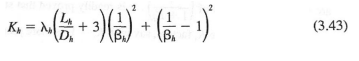 K_h = λ_h(L_h/D_h + 3)(1/β_h)² + (1/β_h − 1)² (3.43)